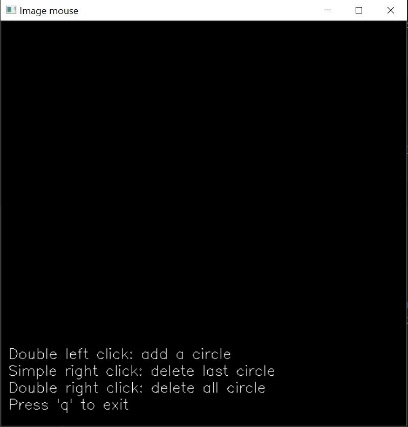 Image mouse
Double left click: add a circle
Simple right click: delete last circle
Double right click: delete all circle
Press 'q' to exit